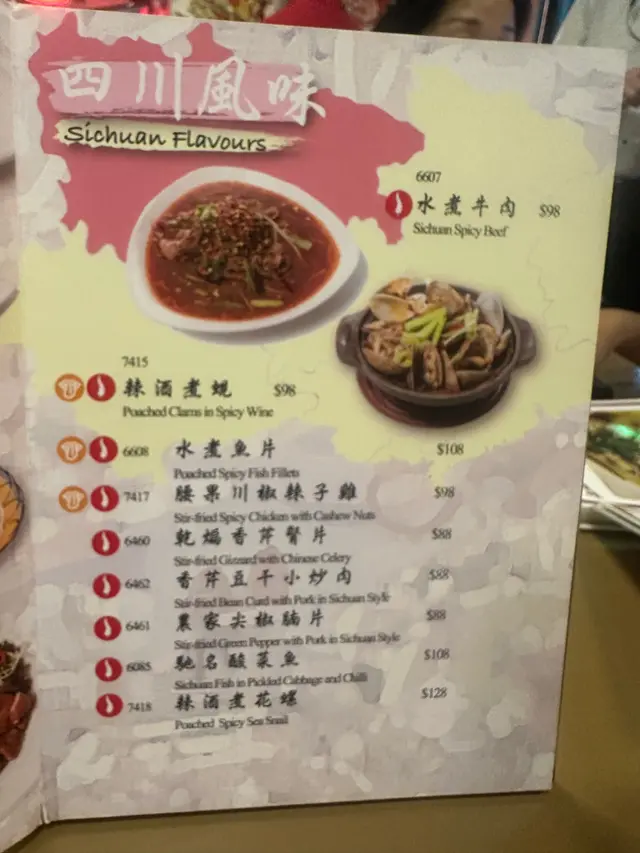 四川風味
Sichuan Flavours
6607
水煮牛肉 $98
Sichuan Spicy Beef
7415
辣酒煮蜆 $98
Poached Clams in Spicy Wine
6608 水煮魚片 $108
Poached Spicy Fish Fillets
7417 腰果川椒辣子雞 $98
Stir-fried Spicy Chicken with Cashew Nuts
6460 乾煸香芹腎片 $88
Stir-fried Gizzard with Chinese Celery
6462 香芹豆干小炒肉 $88
Stir-fried Bean Curd with Pork in Sichuan Style
6461 農家尖椒腩片 $88
Stir-fried Green Pepper with Pork in Sichuan Style
6085 馳名酸菜魚 $108
Sichuan Fish in Pickled Cabbage and Chilli
7418 辣酒煮花螺 $128
Poached Spicy Sea Snail